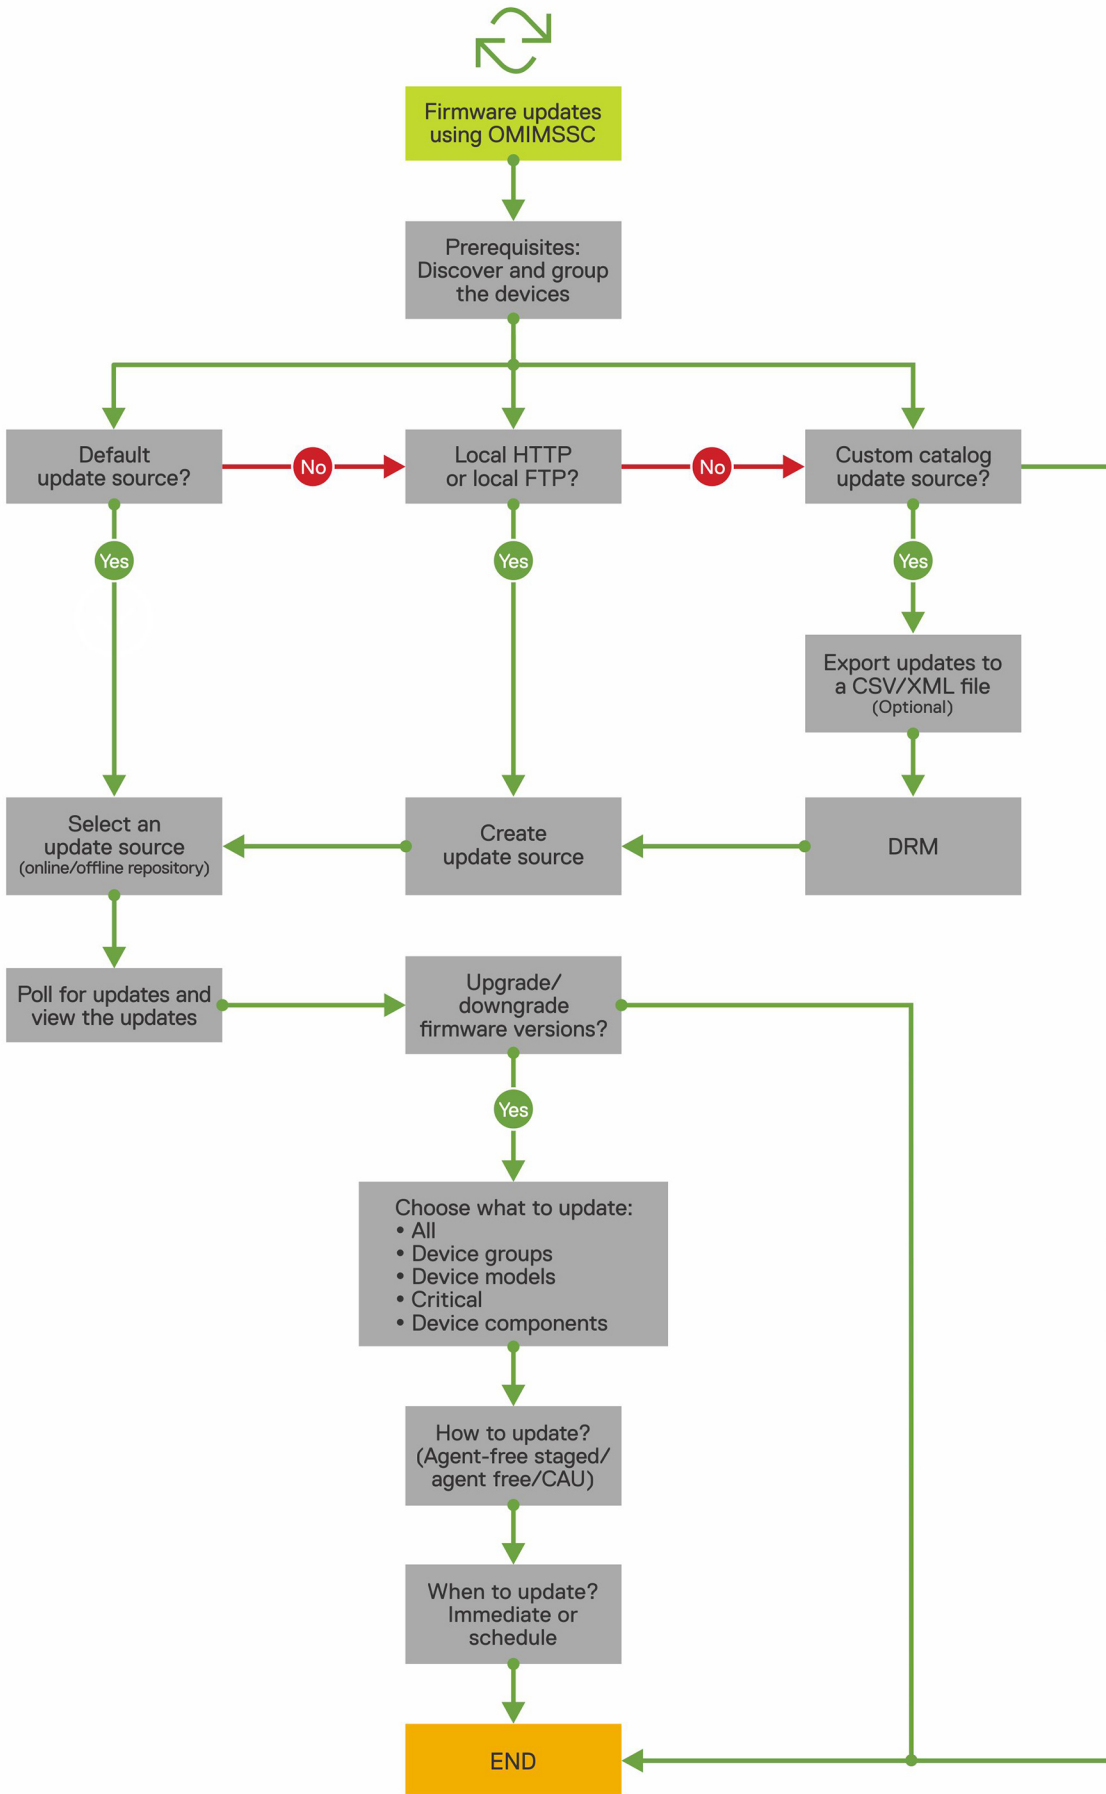 Firmware updates
using OMIMSSC
Prerequisites:
Discover and group
the devices
Default
update source?
No
Local HTTP
or local FTP?
No
Custom catalog
update source?
Yes
Yes
Yes
Export updates to
a CSV/XML file
(Optional)
Select an
update source
(online/offline repository)
Create
update source
DRM
Poll for updates and
view the updates
Upgrade/
downgrade
firmware versions?
Yes
Choose what to update:
• All
• Device groups
• Device models
• Critical
• Device components
How to update?
(Agent-free staged/
agent free/CAU)
When to update?
Immediate or
schedule
END